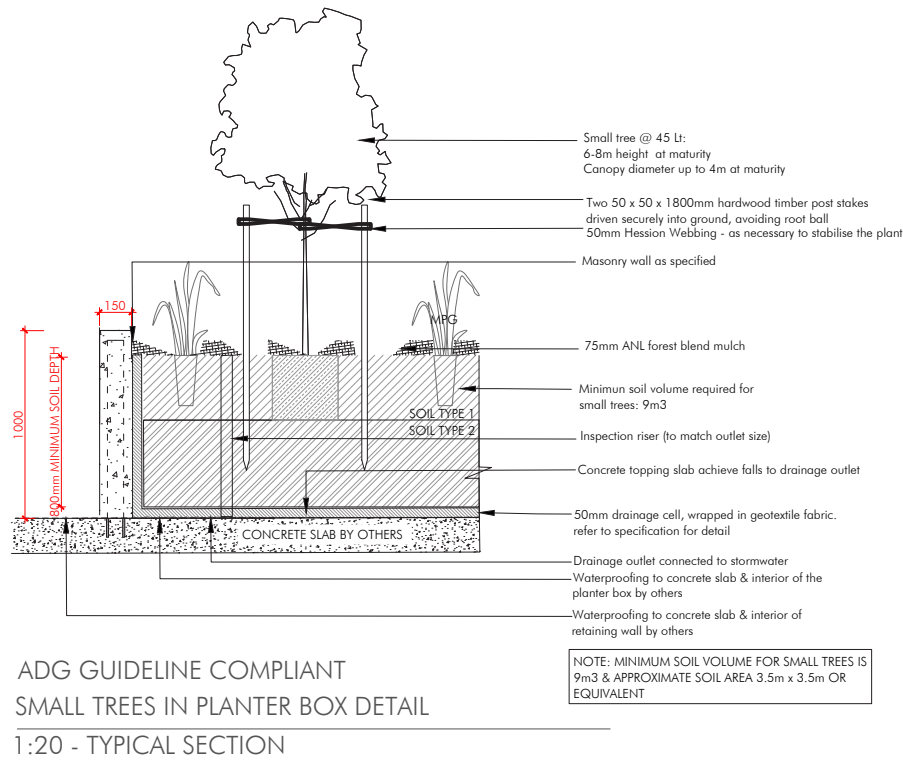 Small tree @ 45 Lt:
6-8m height at maturity
Canopy diameter up to 4m at maturity
Two 50 x 50 x 1800mm hardwood timber post stakes
driven securely into ground, avoiding root ball
50mm Hession Webbing - as necessary to stabilise the plant
Masonry wall as specified
150
MPG
75mm ANL forest blend mulch
1000
800mm MINIMUM SOIL DEPTH
Minimun soil volume required for
small trees: 9m3
SOIL TYPE 1
SOIL TYPE 2
Inspection riser (to match outlet size)
Concrete topping slab achieve falls to drainage outlet
50mm drainage cell, wrapped in geotextile fabric.
refer to specification for detail
CONCRETE SLAB BY OTHERS
Drainage outlet connected to stormwater
Waterproofing to concrete slab & interior of the
planter box by others
Waterproofing to concrete slab & interior of
retaining wall by others
NOTE: MINIMUM SOIL VOLUME FOR SMALL TREES IS
9m3 & APPROXIMATE SOIL AREA 3.5m x 3.5m OR
EQUIVALENT
ADG GUIDELINE COMPLIANT
SMALL TREES IN PLANTER BOX DETAIL
1:20 - TYPICAL SECTION